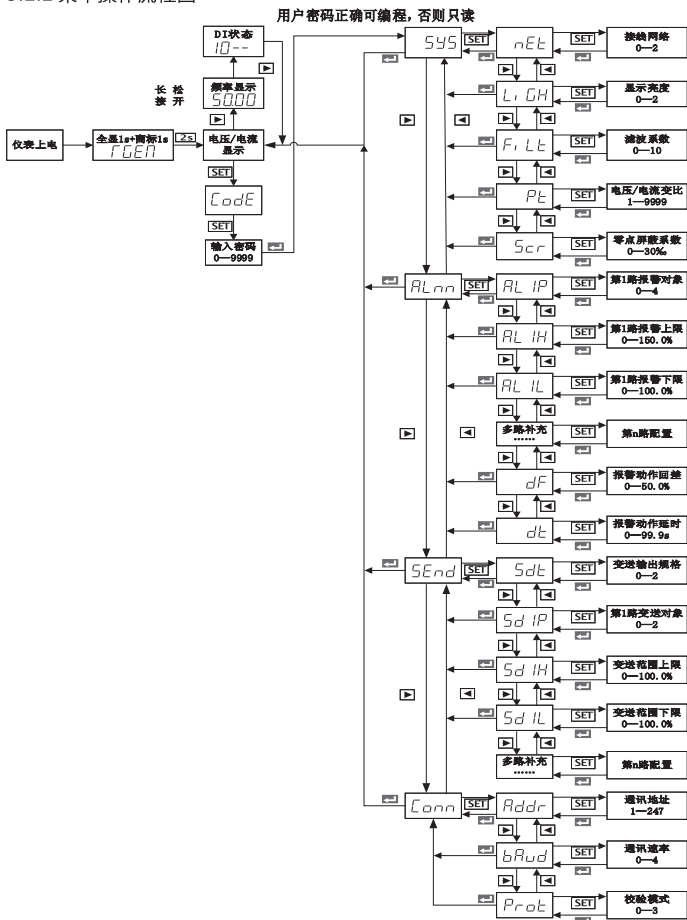 用户密码正确可编程，否则只读
DI状态
10--
长 松
按 开
频率显示
50.00
仪表上电
全显1s+商标1s
2s
电压/电流
显示
SET
CodE
SET
输入密码
0—9999
SYS
SET
nEt
SET
接线网络
0—2
Li GH
SET
显示亮度
0—2
Fi Lt
SET
滤波系数
0—10
Pt
SET
电压/电流变比
1—9999
Scr
SET
零点屏蔽系数
0—30‰
ALnn
SET
AL 1P
SET
第1路报警对象
0—4
AL 1H
SET
第1路报警上限
0—150.0%
AL 1L
SET
第1路报警下限
0—100.0%
多路补充
······
SET
第n路配置
dF
SET
报警动作回差
0—50.0%
dt
SET
报警动作延时
0—99.9s
SEnd
SET
Sdt
SET
变送输出规格
0—2
Sd 1P
SET
第1路变送对象
0—2
Sd 1H
SET
变送范围上限
0—100.0%
Sd 1L
SET
变送范围下限
0—100.0%
多路补充
······
SET
第n路配置
Conn
SET
Addr
SET
通讯地址
1—247
bAud
SET
通讯速率
0—4
Prot
SET
校验模式
0—3